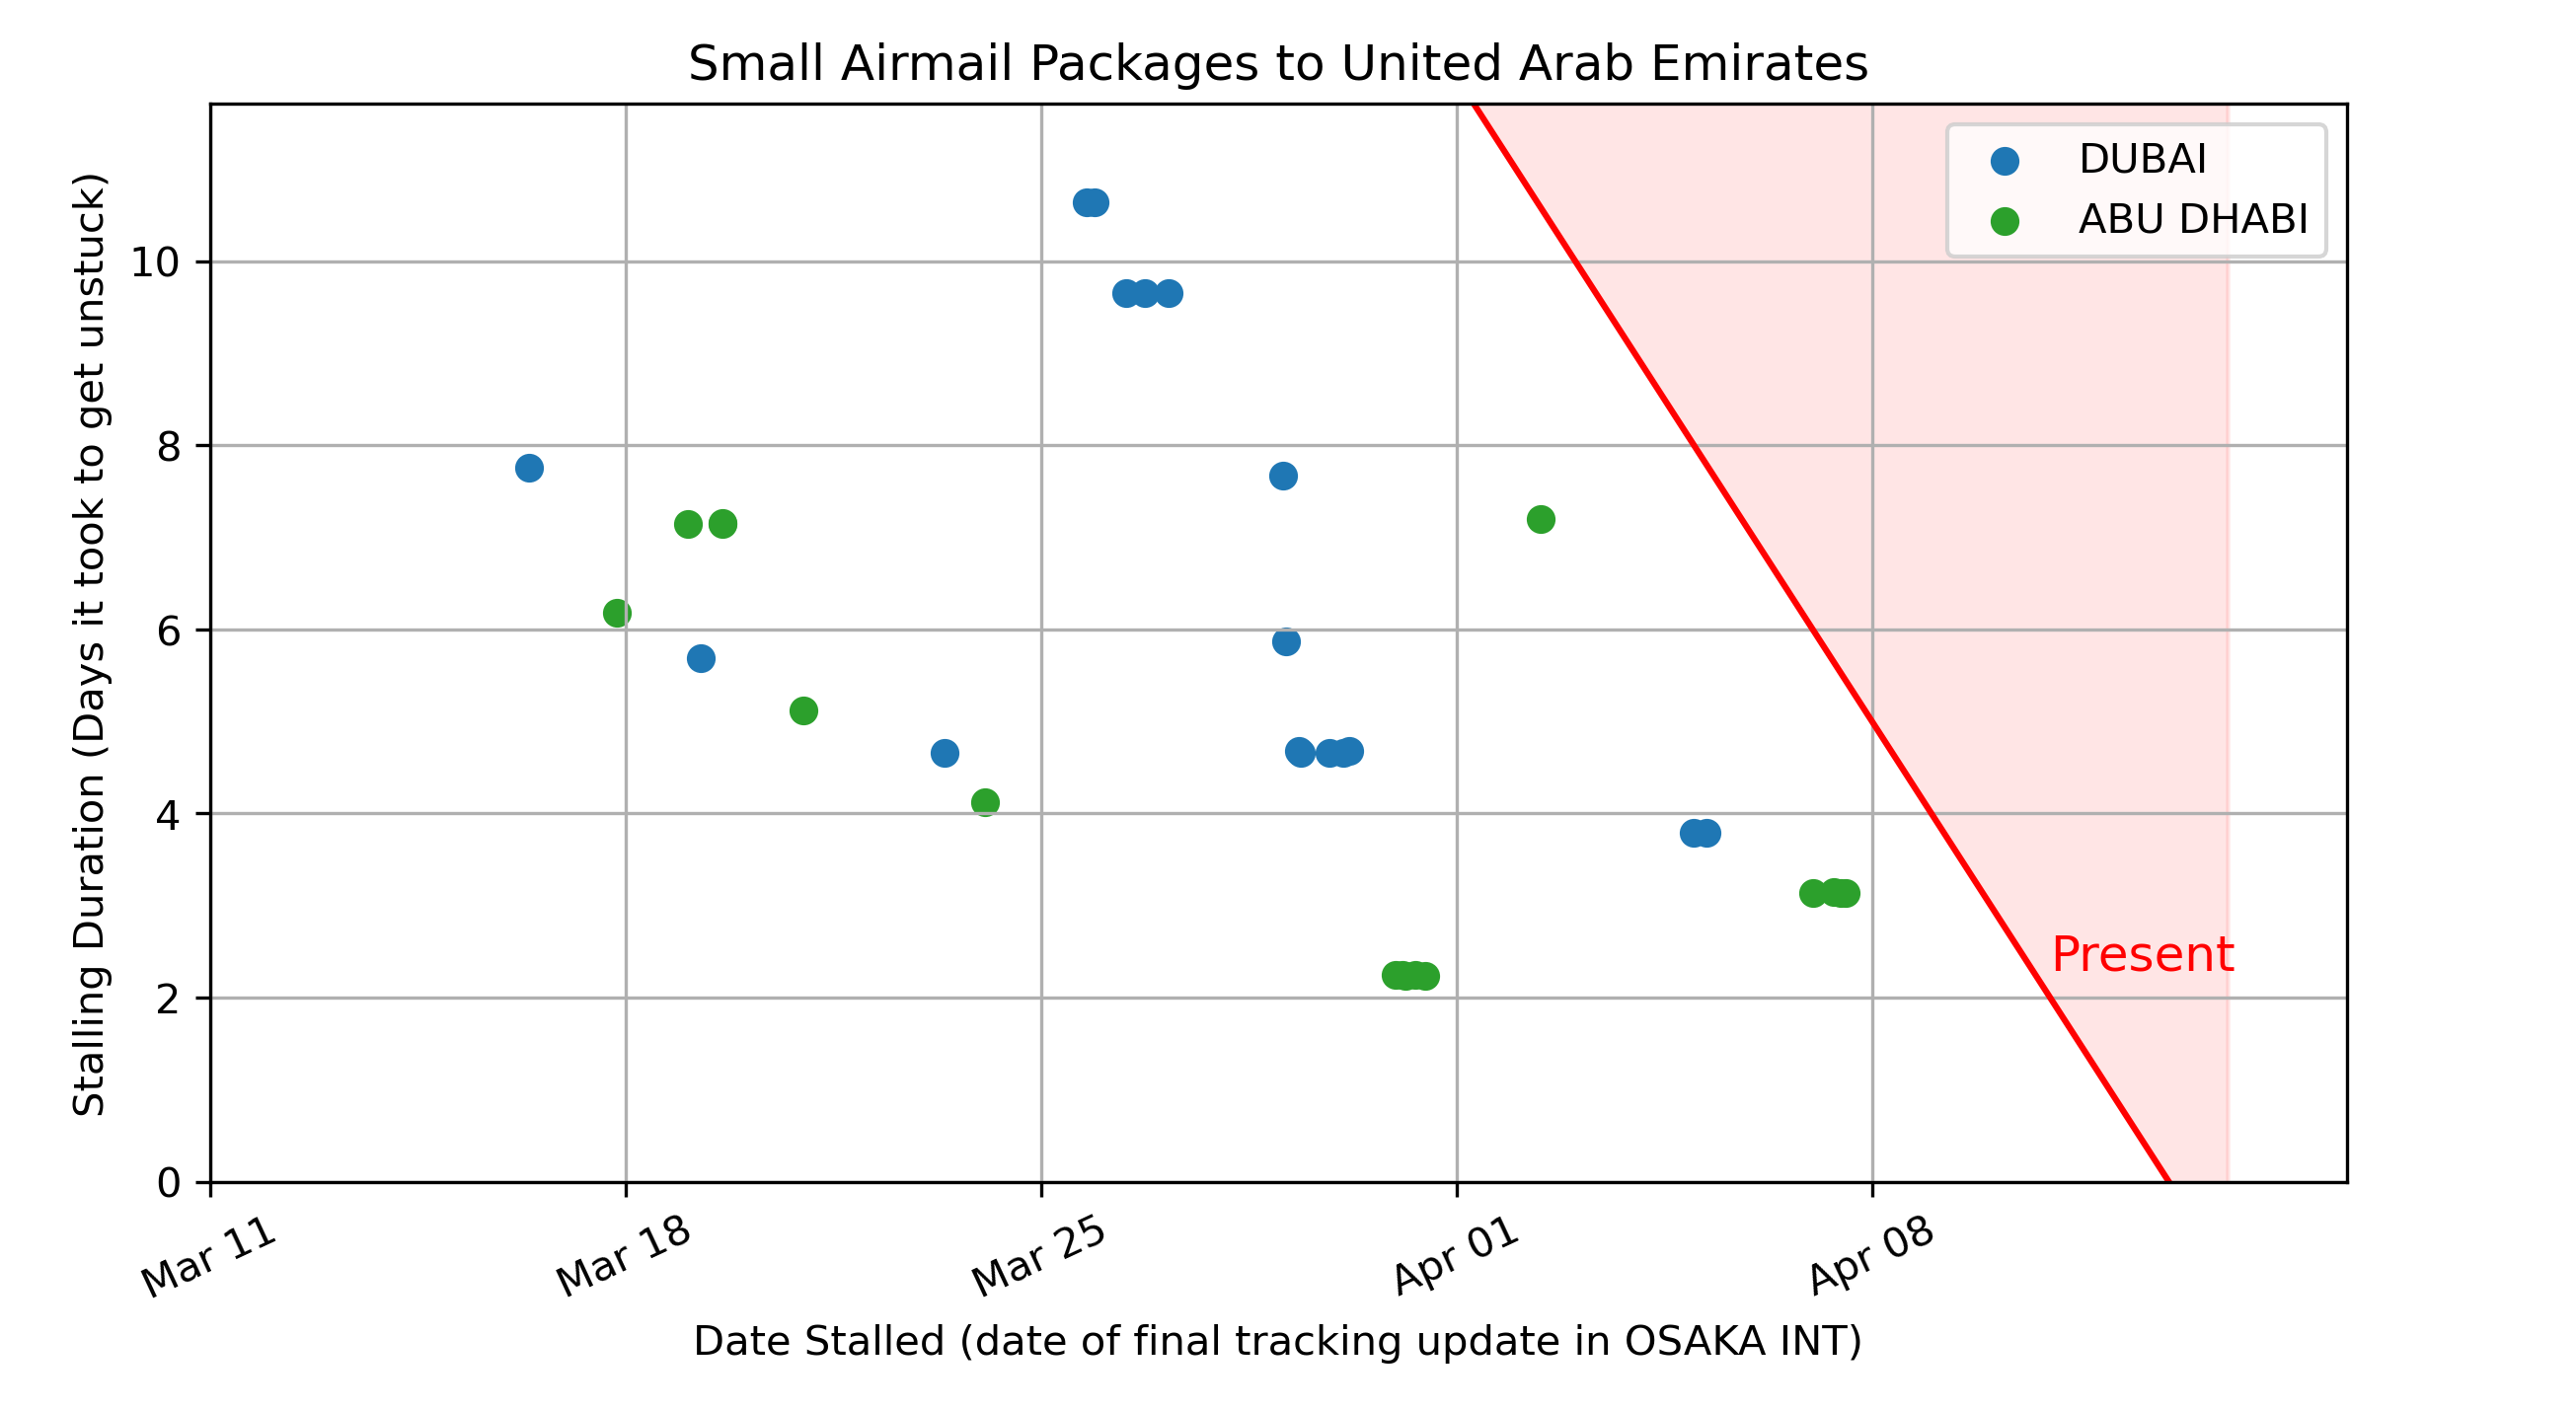 Small Airmail Packages to United Arab Emirates
DUBAI
ABU DHABI
Stalling Duration (Days it took to get unstuck)
10
8
6
4
2
0
Present
Mar 11
Mar 18
Mar 25
Apr 01
Apr 08
Date Stalled (date of final tracking update in OSAKA INT)